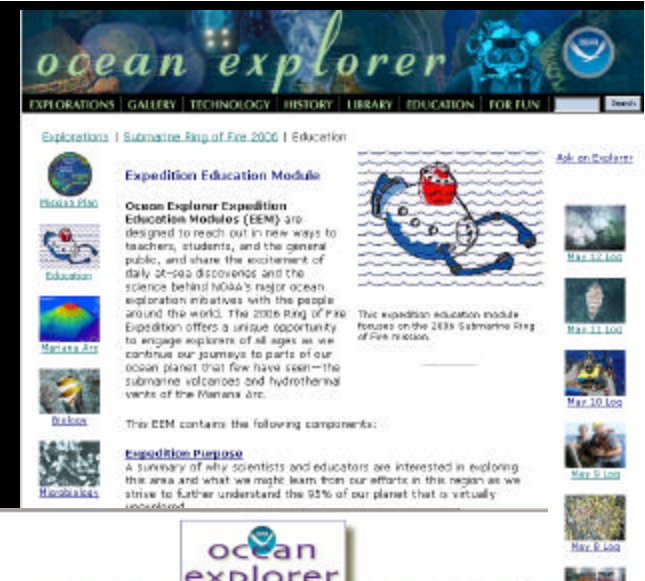 ocean explorer
EXPLORATIONS | GALLERY | TECHNOLOGY | HISTORY | LIBRARY | EDUCATION | FOR FUN | Search
Explorations | Submarine Ring of Fire 2006 | Education
Mission Plan
Education
Mariana Arc
Biology
Microbiology
Expedition Education Module
Ocean Explorer Expedition
Education Modules (EEM) are
designed to reach out in new ways to
teachers, students, and the general
public, and share the excitement of
daily at-sea discoveries and the
science behind NOAA's major ocean
exploration initiatives with the people
around the world. The 2006 Ring of Fire
Expedition offers a unique opportunity
to engage explorers of all ages as we
continue our journeys to parts of our
ocean planet that few have seen—the
submarine volcanoes and hydrothermal
vents of the Mariana Arc.
This EEM contains the following components:
Expedition Purpose
A summary of why scientists and educators are interested in exploring
this area and what we might learn from our efforts in this region as we
strive to further understand the 95% of our planet that is virtually
unexplored
This expedition education module
focuses on the 2006 Submarine Ring
of Fire mission.
Ask an Explorer
May 12 Log
May 11 Log
May 10 Log
May 9 Log
May 8 Log
ocean
explorer